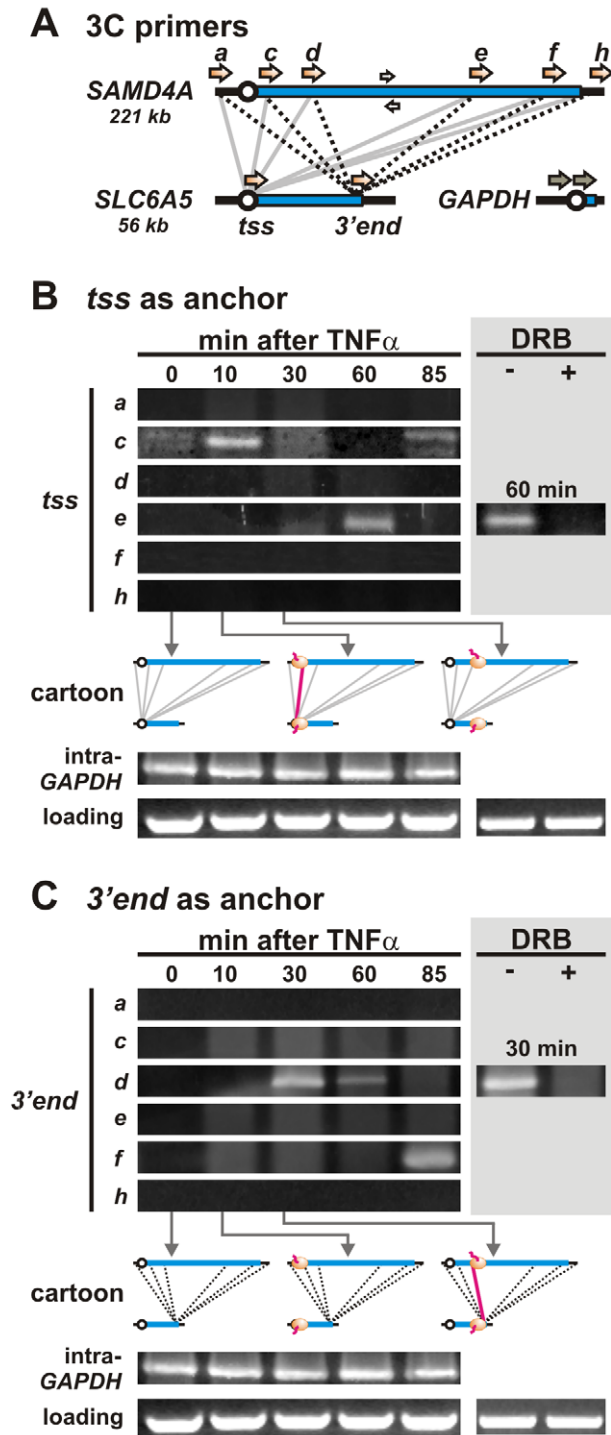 A 3C primers
a c d e f h
SAMD4A
221 kb
SLC6A5
56 kb
tss
3'end
GAPDH
B tss as anchor
min after TNFα
0 10 30 60 85
DRB
- +
tss
a
c
d
e
f
h
60 min
cartoon
intra-
GAPDH
loading
C 3'end as anchor
min after TNFα
0 10 30 60 85
DRB
- +
3'end
a
c
d
e
f
h
30 min
cartoon
intra-
GAPDH
loading